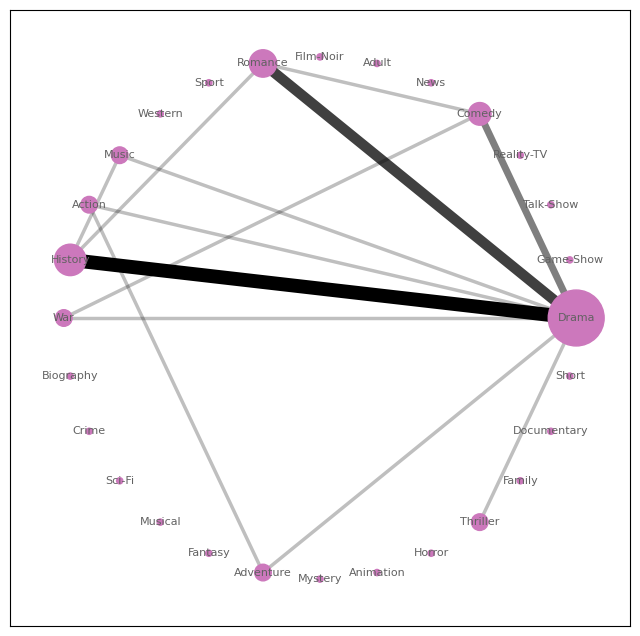 Film-Noir
Romance
Adult
Sport
News
Western
Comedy
Music
Reality-TV
Action
Talk-Show
History
Game-Show
War
Drama
Biography
Short
Crime
Documentary
Sci-Fi
Family
Musical
Thriller
Fantasy
Horror
Adventure
Mystery
Animation